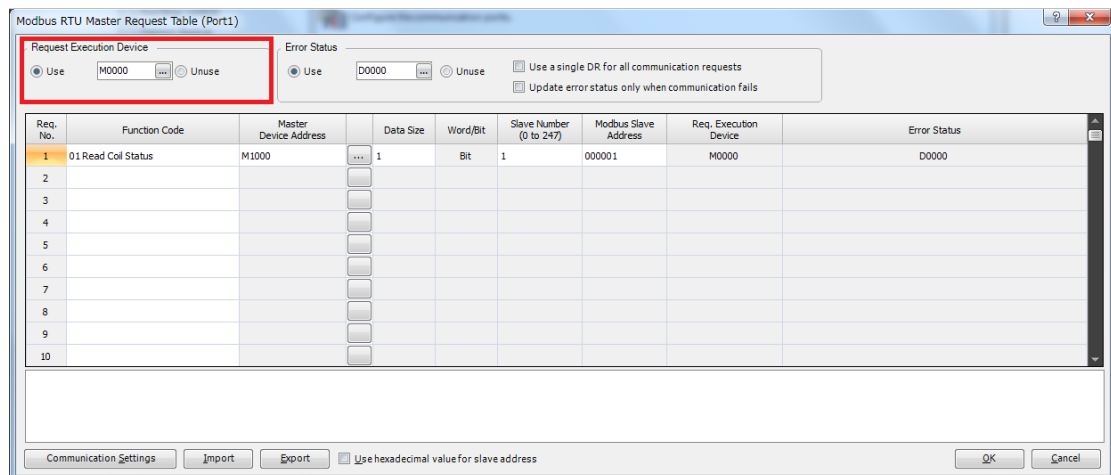 Configure the communication ports.
Modbus RTU Master Request Table (Port1)
Request Execution Device
Error Status
Use M0000 ... Unuse
Use D0000 ... Unuse
Use a single DR for all communication requests
Update error status only when communication fails
Req. No. Function Code Master Device Address Data Size Word/Bit Slave Number (0 to 247) Modbus Slave Address Req. Execution Device Error Status
1 01 Read Coil Status M1000 ... 1 Bit 1 000001 M0000 D0000
2
3
4
5
6
7
8
9
10
Communication Settings Import Export Use hexadecimal value for slave address OK Cancel